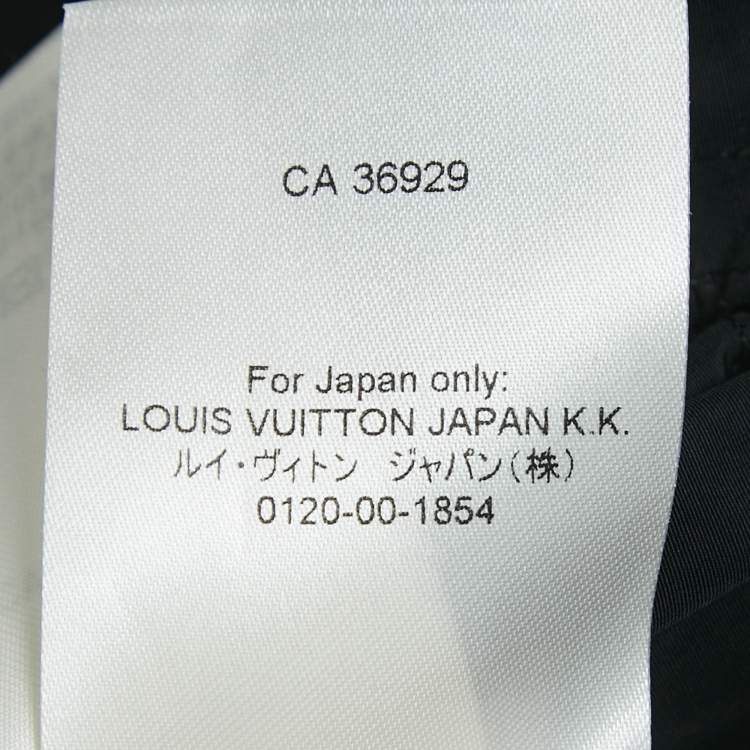 CA 36929
For Japan only:
LOUIS VUITTON JAPAN K.K.
ルイ・ヴィトン ジャパン(株)
0120-00-1854